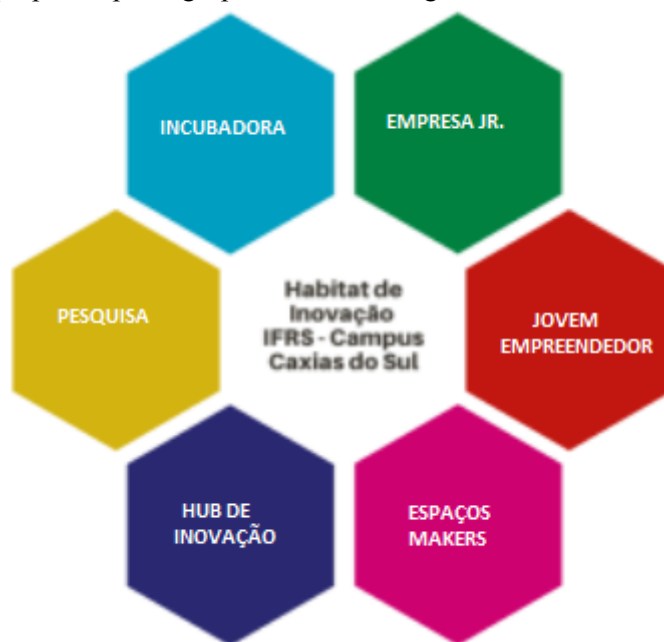 INCUBADORA
EMPRESA JR.
PESQUISA
Habitat de
Inovação
IFRS - Campus
Caxias do Sul
JOVEM
EMPREENDEDOR
HUB DE
INOVAÇÃO
ESPAÇOS
MAKERS